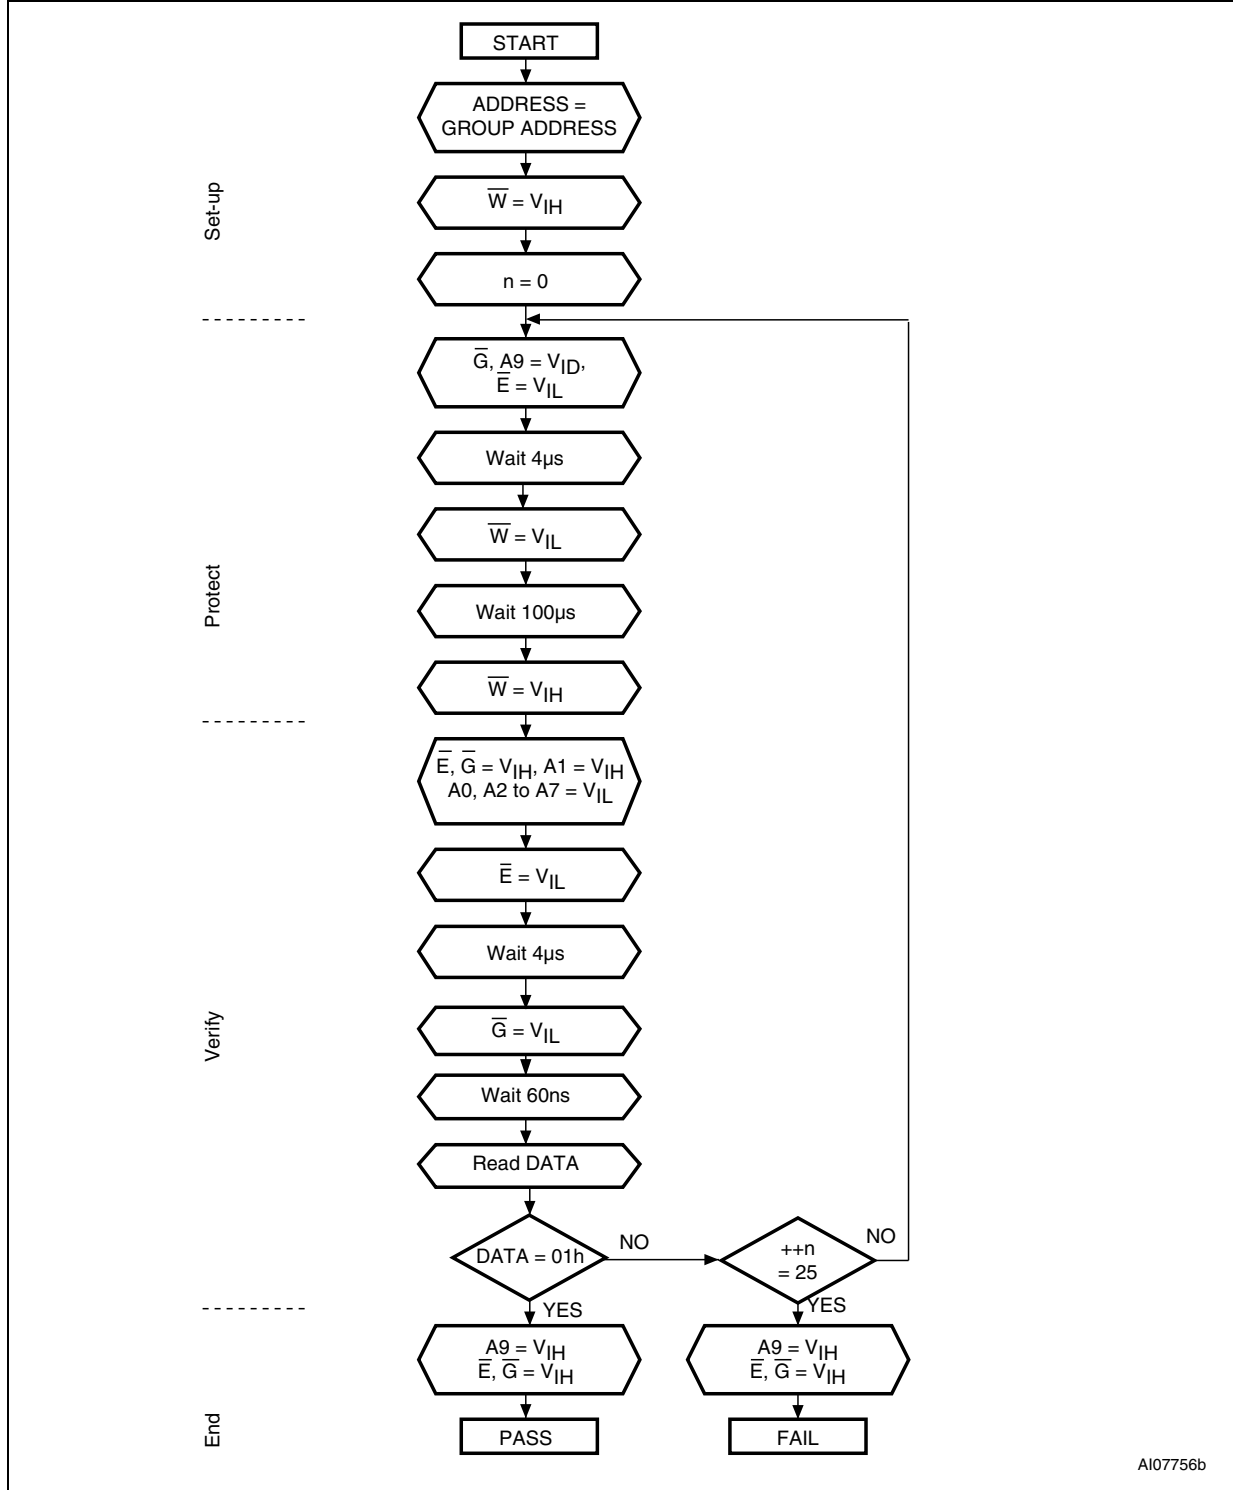 START
ADDRESS =
GROUP ADDRESS
W̅ = VIH
n = 0
Set-up
G̅, A9 = VID,
E̅ = VIL
Wait 4µs
W̅ = VIL
Wait 100µs
W̅ = VIH
Protect
E̅, G̅ = VIH, A1 = VIH
A0, A2 to A7 = VIL
E̅ = VIL
Wait 4µs
G̅ = VIL
Wait 60ns
Read DATA
Verify
DATA = 01h
NO
++n
= 25
NO
YES
YES
A9 = VIH
E̅, G̅ = VIH
A9 = VIH
E̅, G̅ = VIH
End
PASS
FAIL
AI07756b